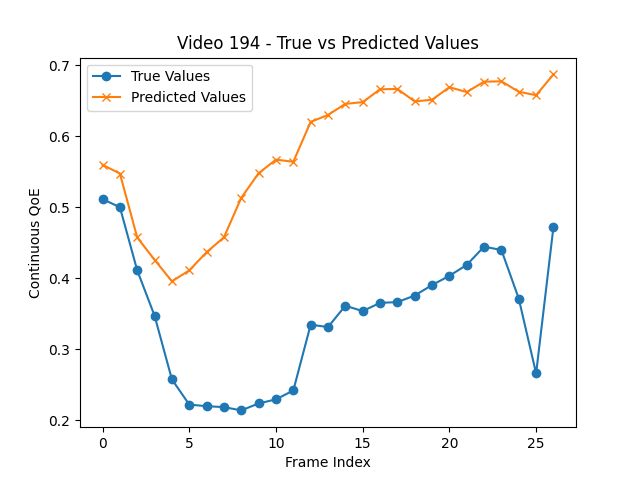 Video 194 - True vs Predicted Values
True Values
Predicted Values
Continuous QoE
0.7
0.6
0.5
0.4
0.3
0.2
0 5 10 15 20 25
Frame Index